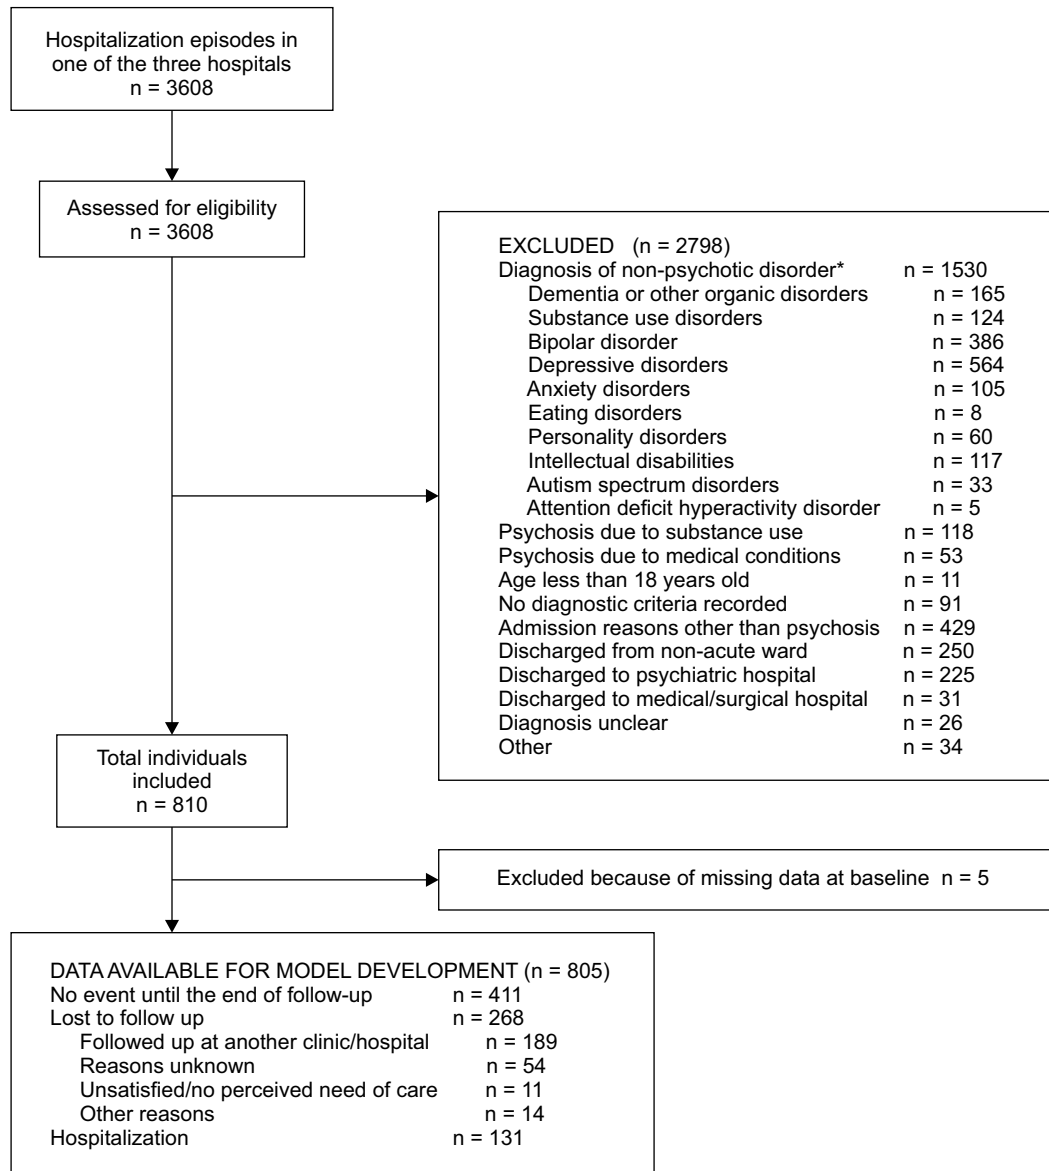 Hospitalization episodes in
one of the three hospitals
n = 3608
Assessed for eligibility
n = 3608
EXCLUDED (n = 2798)
Diagnosis of non-psychotic disorder* n = 1530
Dementia or other organic disorders n = 165
Substance use disorders n = 124
Bipolar disorder n = 386
Depressive disorders n = 564
Anxiety disorders n = 105
Eating disorders n = 8
Personality disorders n = 60
Intellectual disabilities n = 117
Autism spectrum disorders n = 33
Attention deficit hyperactivity disorder n = 5
Psychosis due to substance use n = 118
Psychosis due to medical conditions n = 53
Age less than 18 years old n = 11
No diagnostic criteria recorded n = 91
Admission reasons other than psychosis n = 429
Discharged from non-acute ward n = 250
Discharged to psychiatric hospital n = 225
Discharged to medical/surgical hospital n = 31
Diagnosis unclear n = 26
Other n = 34
Total individuals
included
n = 810
Excluded because of missing data at baseline n = 5
DATA AVAILABLE FOR MODEL DEVELOPMENT (n = 805)
No event until the end of follow-up n = 411
Lost to follow up n = 268
Followed up at another clinic/hospital n = 189
Reasons unknown n = 54
Unsatisfied/no perceived need of care n = 11
Other reasons n = 14
Hospitalization n = 131